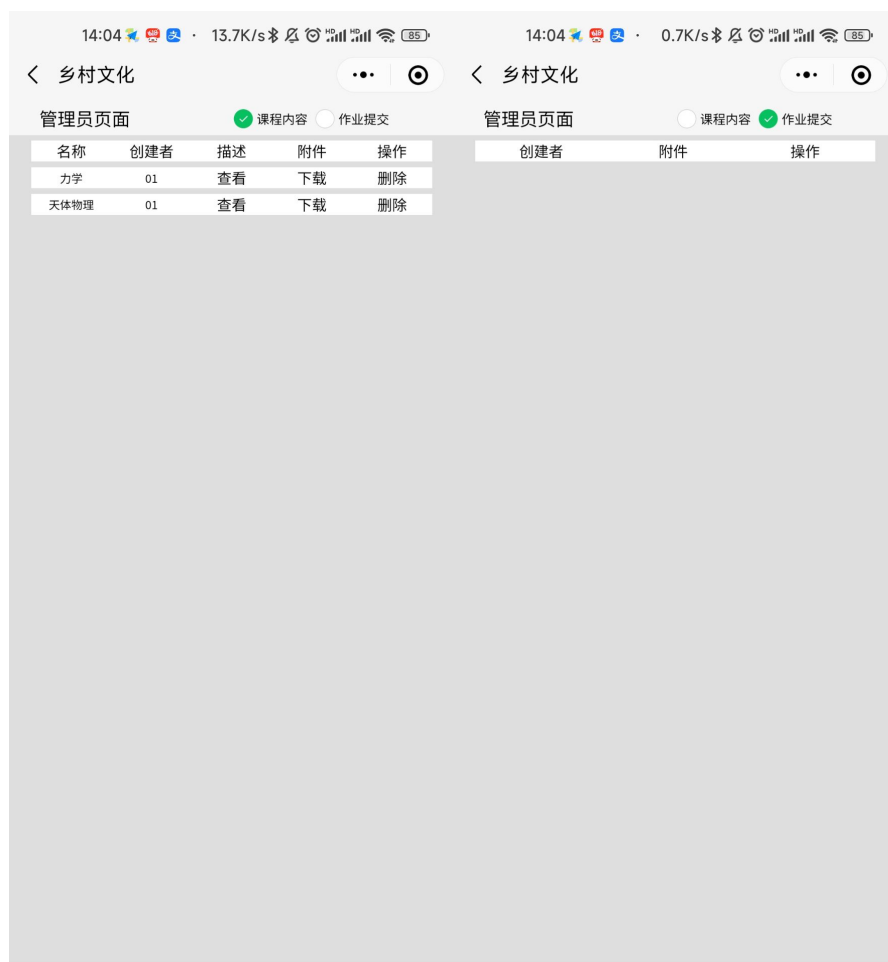 14:04 · 13.7K/s HD HD 85
乡村文化
管理员页面 课程内容 作业提交
名称 创建者 描述 附件 操作
力学 01 查看 下载 删除
天体物理 01 查看 下载 删除
14:04 · 0.7K/s HD HD 85
乡村文化
管理员页面 课程内容 作业提交
创建者 附件 操作